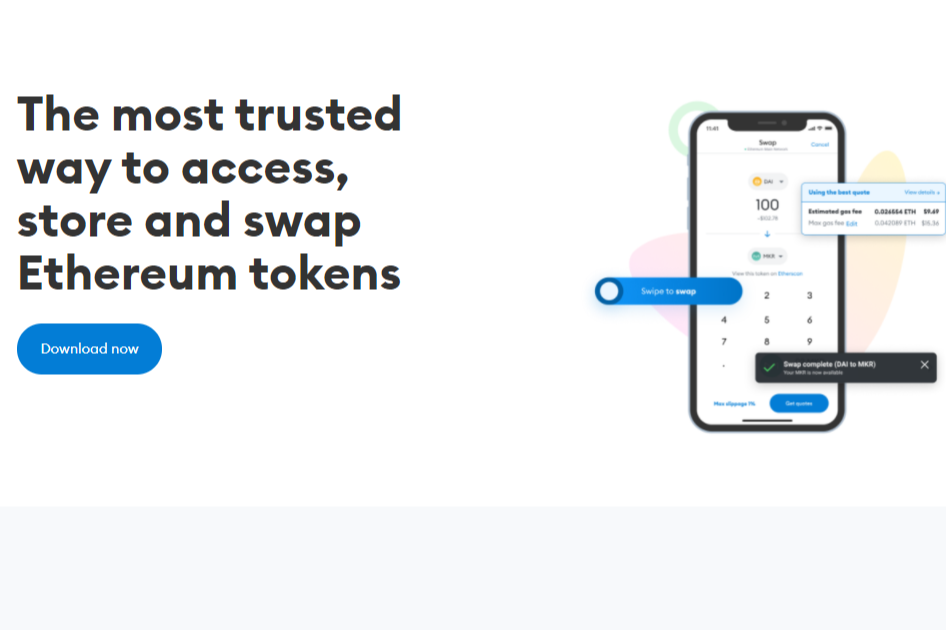 The most trusted
way to access,
store and swap
Ethereum tokens
Download now
11:41
Swap
Cancel
DAI
100
Using the best quote View details
Estimated gas fee 0.026554 ETH $9.69
Max gas fee Edit 0.042089 ETH $15.36
MKR
View this token on Etherscan
Swipe to swap
2 3
4 5 6
7 8 9
Swap complete (DAI to MKR)
Your MKR is now available
Max slippage 1% Get quotes